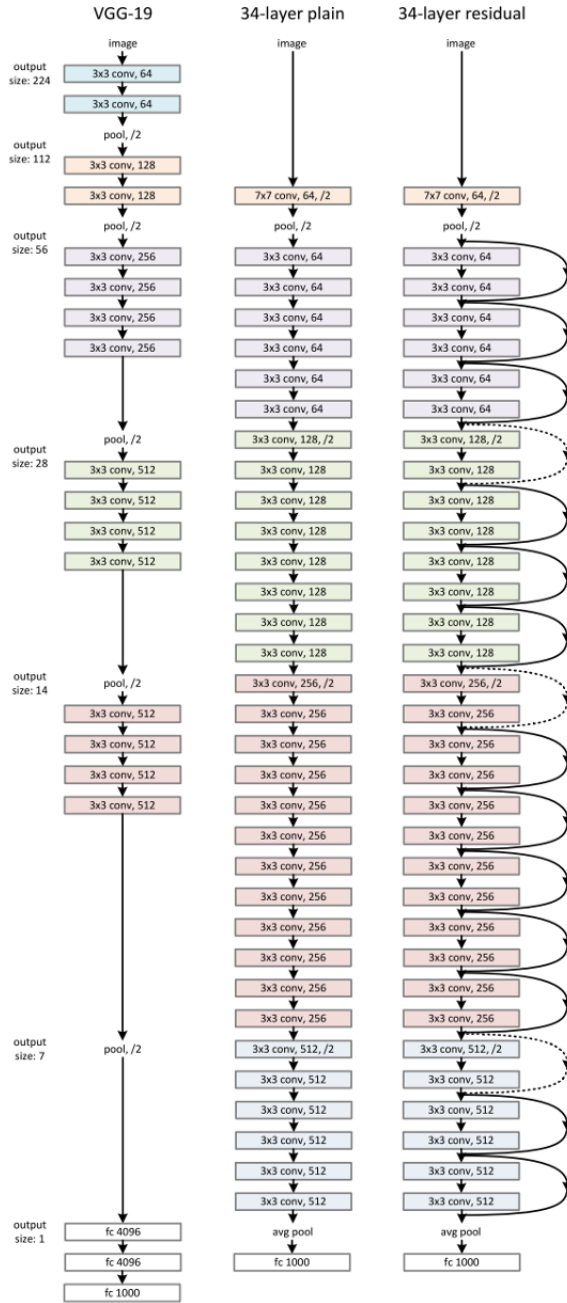 output
size: 224
output
size: 112
output
size: 56
output
size: 28
output
size: 14
output
size: 7
output
size: 1
VGG-19
image
3x3 conv, 64
3x3 conv, 64
pool, /2
3x3 conv, 128
3x3 conv, 128
pool, /2
3x3 conv, 256
3x3 conv, 256
3x3 conv, 256
3x3 conv, 256
pool, /2
3x3 conv, 512
3x3 conv, 512
3x3 conv, 512
3x3 conv, 512
pool, /2
3x3 conv, 512
3x3 conv, 512
3x3 conv, 512
3x3 conv, 512
pool, /2
fc 4096
fc 4096
fc 1000
34-layer plain
image
7x7 conv, 64, /2
pool, /2
3x3 conv, 64
3x3 conv, 64
3x3 conv, 64
3x3 conv, 64
3x3 conv, 64
3x3 conv, 64
3x3 conv, 128, /2
3x3 conv, 128
3x3 conv, 128
3x3 conv, 128
3x3 conv, 128
3x3 conv, 128
3x3 conv, 128
3x3 conv, 128
3x3 conv, 256, /2
3x3 conv, 256
3x3 conv, 256
3x3 conv, 256
3x3 conv, 256
3x3 conv, 256
3x3 conv, 256
3x3 conv, 256
3x3 conv, 256
3x3 conv, 256
3x3 conv, 256
3x3 conv, 256
3x3 conv, 512, /2
3x3 conv, 512
3x3 conv, 512
3x3 conv, 512
3x3 conv, 512
3x3 conv, 512
avg pool
fc 1000
34-layer residual
image
7x7 conv, 64, /2
pool, /2
3x3 conv, 64
3x3 conv, 64
3x3 conv, 64
3x3 conv, 64
3x3 conv, 64
3x3 conv, 64
3x3 conv, 128, /2
3x3 conv, 128
3x3 conv, 128
3x3 conv, 128
3x3 conv, 128
3x3 conv, 128
3x3 conv, 128
3x3 conv, 128
3x3 conv, 256, /2
3x3 conv, 256
3x3 conv, 256
3x3 conv, 256
3x3 conv, 256
3x3 conv, 256
3x3 conv, 256
3x3 conv, 256
3x3 conv, 256
3x3 conv, 256
3x3 conv, 256
3x3 conv, 256
3x3 conv, 512, /2
3x3 conv, 512
3x3 conv, 512
3x3 conv, 512
3x3 conv, 512
3x3 conv, 512
avg pool
fc 1000